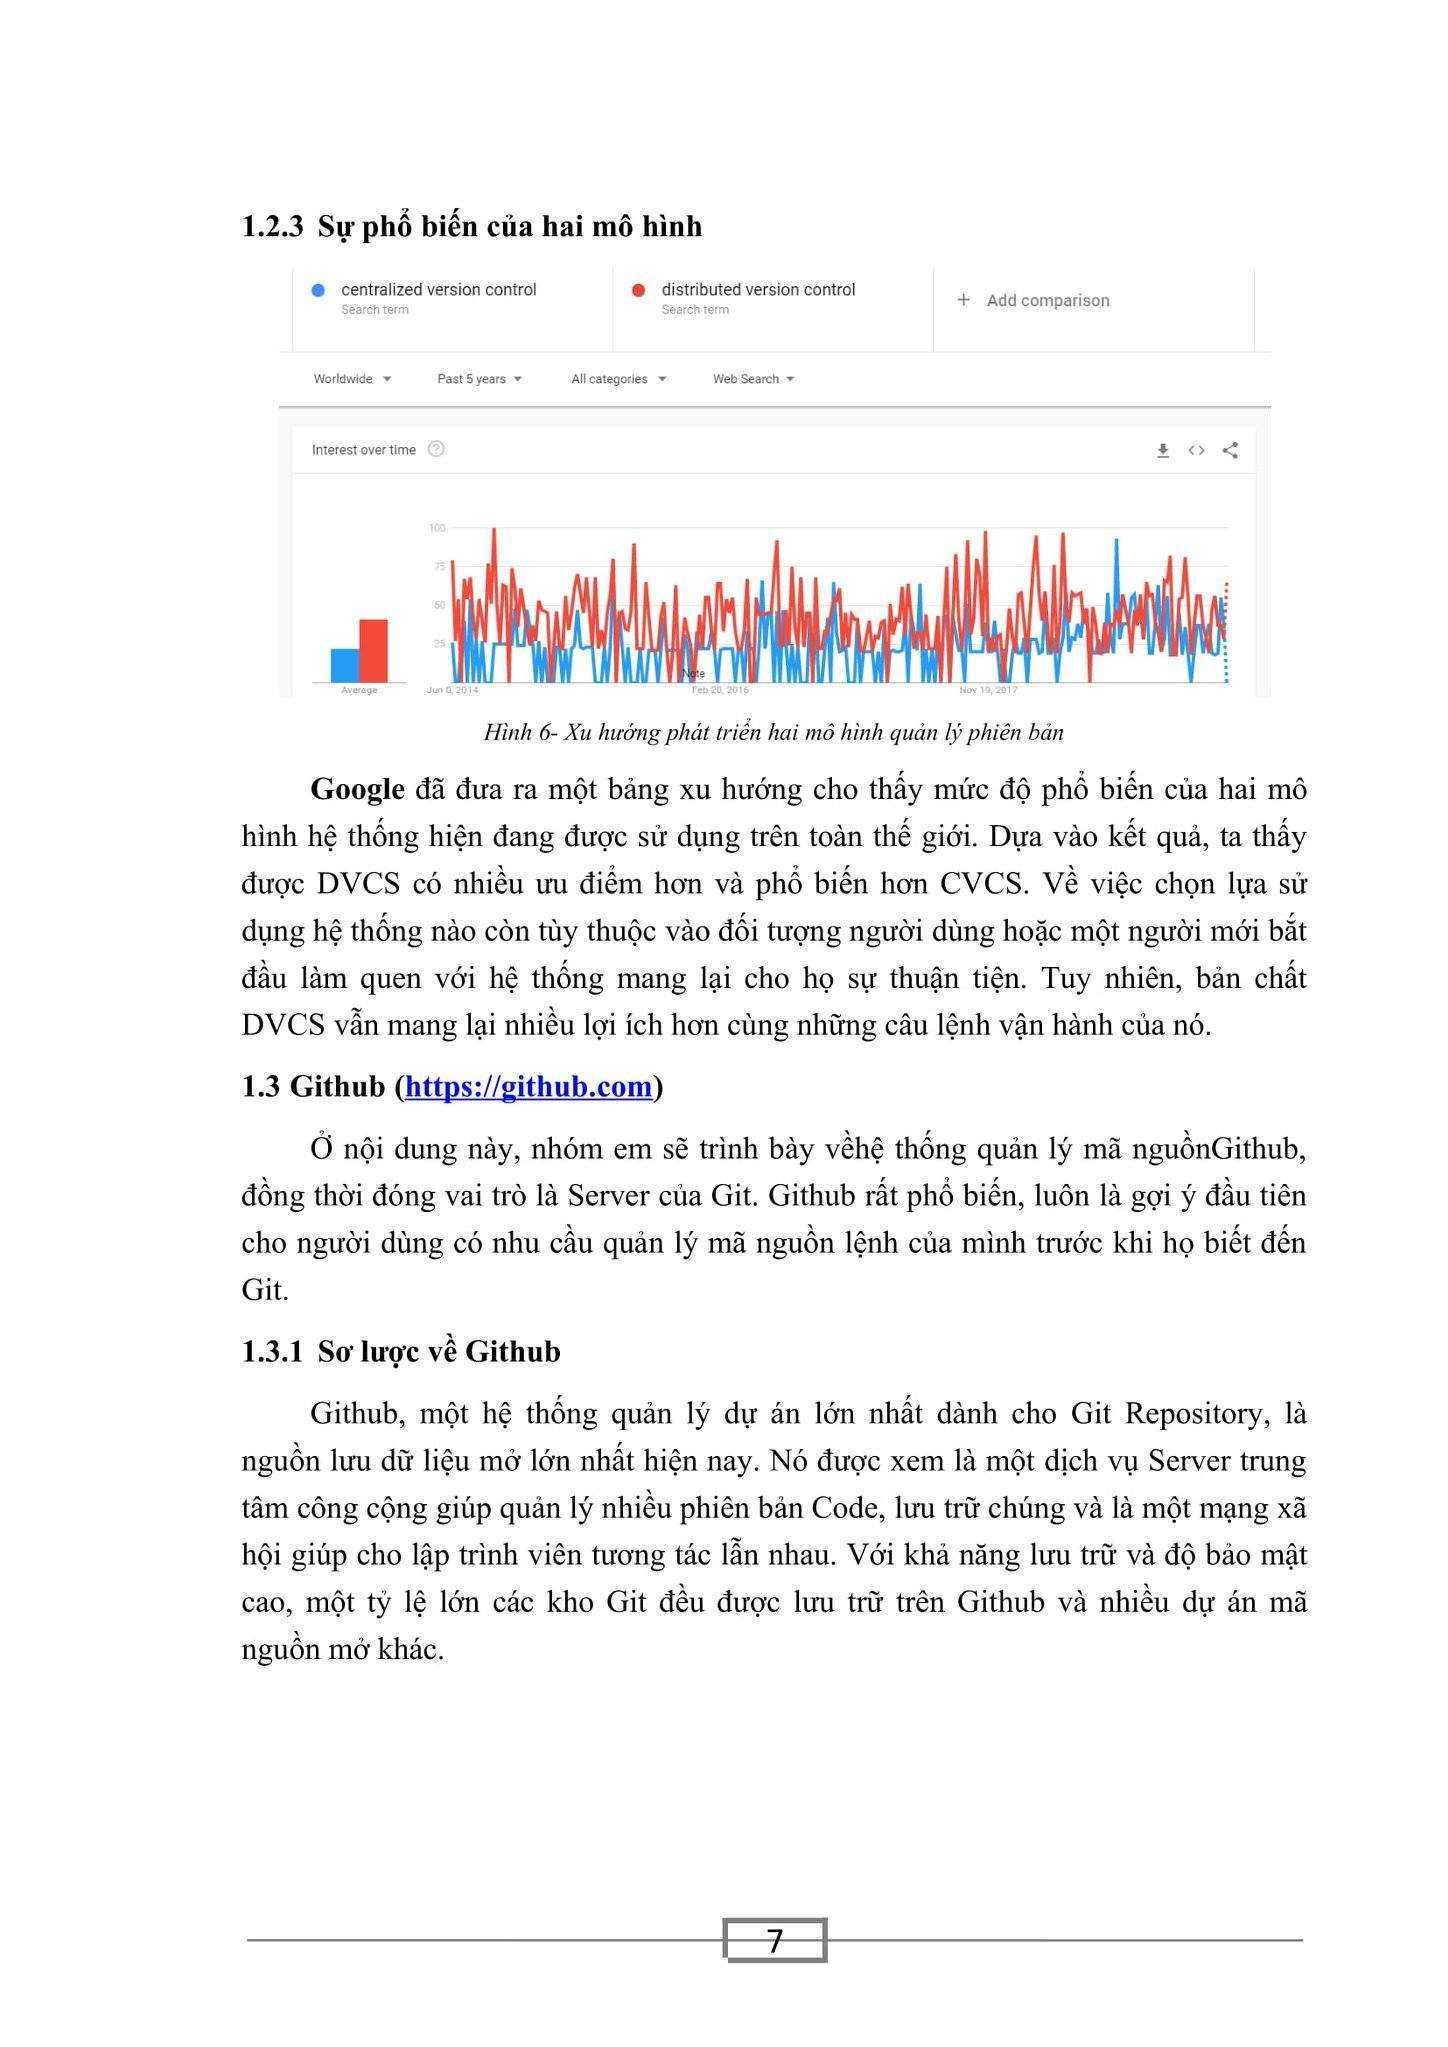 1.2.3 Sự phổ biến của hai mô hình
centralized version control
Search term
distributed version control
Search term
+ Add comparison
Worldwide
Past 5 years
All categories
Web Search
Interest over time
100
75
50
25
Note
Average
Jun 8, 2014
Feb 20, 2016
Nov 19, 2017
Hình 6- Xu hướng phát triển hai mô hình quản lý phiên bản
Google đã đưa ra một bảng xu hướng cho thấy mức độ phổ biến của hai mô
hình hệ thống hiện đang được sử dụng trên toàn thế giới. Dựa vào kết quả, ta thấy
được DVCS có nhiều ưu điểm hơn và phổ biến hơn CVCS. Về việc chọn lựa sử
dụng hệ thống nào còn tùy thuộc vào đối tượng người dùng hoặc một người mới bắt
đầu làm quen với hệ thống mang lại cho họ sự thuận tiện. Tuy nhiên, bản chất
DVCS vẫn mang lại nhiều lợi ích hơn cùng những câu lệnh vận hành của nó.
1.3 Github (https://github.com)
Ở nội dung này, nhóm em sẽ trình bày vềhệ thống quản lý mã nguồnGithub,
đồng thời đóng vai trò là Server của Git. Github rất phổ biến, luôn là gợi ý đầu tiên
cho người dùng có nhu cầu quản lý mã nguồn lệnh của mình trước khi họ biết đến
Git.
1.3.1 Sơ lược về Github
Github, một hệ thống quản lý dự án lớn nhất dành cho Git Repository, là
nguồn lưu dữ liệu mở lớn nhất hiện nay. Nó được xem là một dịch vụ Server trung
tâm công cộng giúp quản lý nhiều phiên bản Code, lưu trữ chúng và là một mạng xã
hội giúp cho lập trình viên tương tác lẫn nhau. Với khả năng lưu trữ và độ bảo mật
cao, một tỷ lệ lớn các kho Git đều được lưu trữ trên Github và nhiều dự án mã
nguồn mở khác.
7